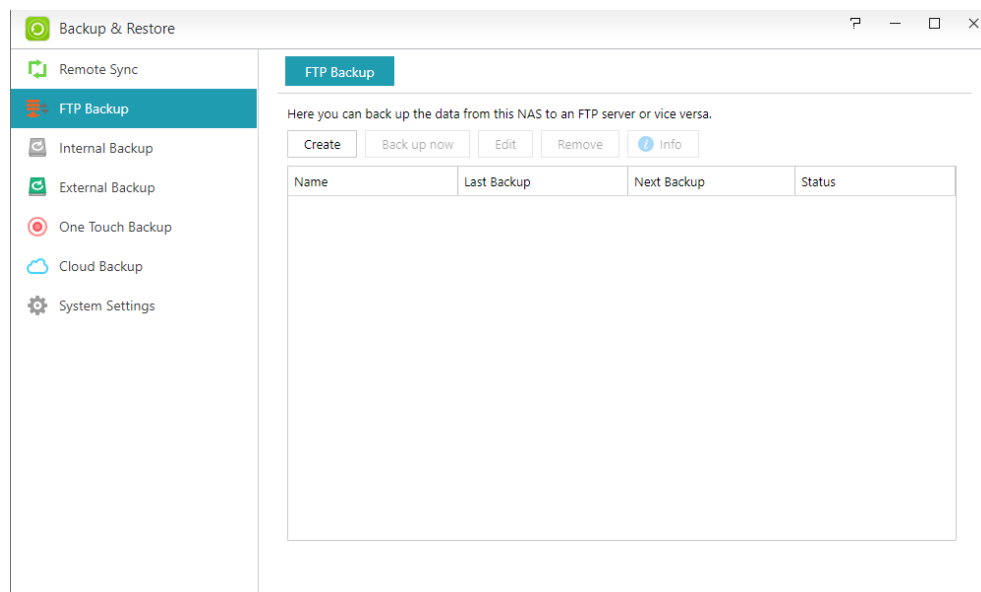 Backup & Restore
Remote Sync
FTP Backup
Internal Backup
External Backup
One Touch Backup
Cloud Backup
System Settings
FTP Backup
Here you can back up the data from this NAS to an FTP server or vice versa.
Create Back up now Edit Remove i Info
Name Last Backup Next Backup Status